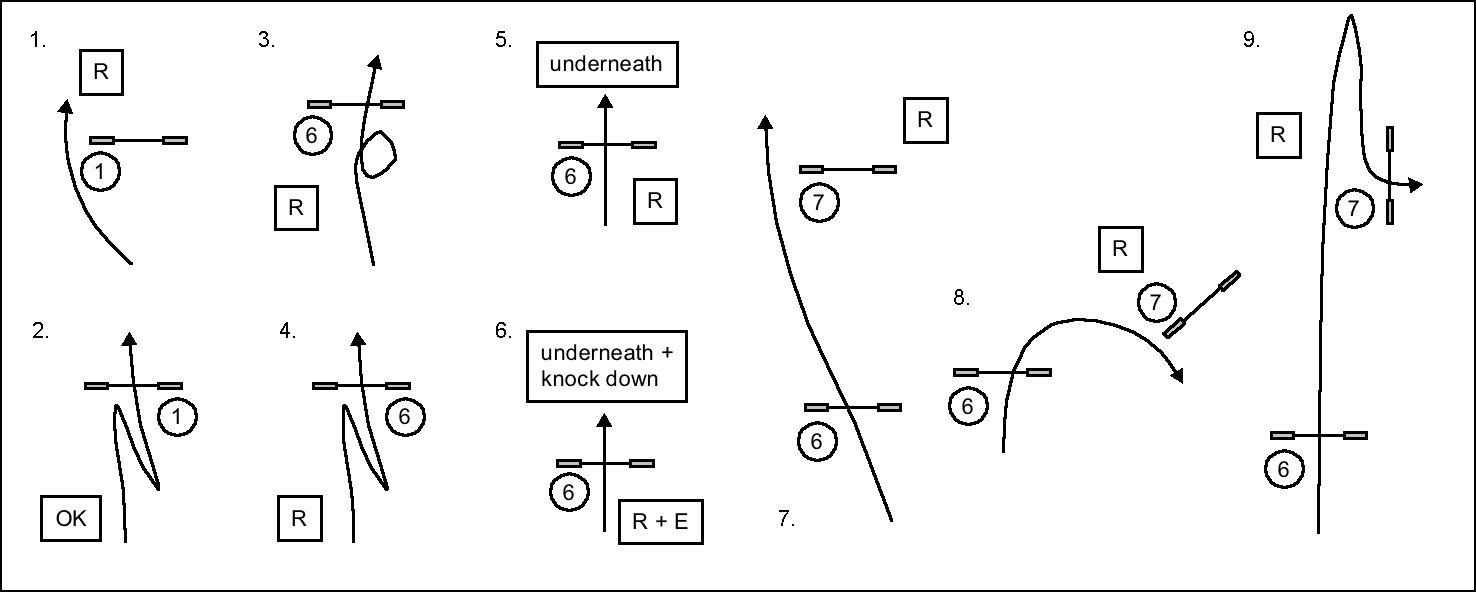 1.
R
1
2.
1
OK
3.
6
R
4.
6
R
5.
underneath
6
R
6.
underneath +
knock down
6
R + E
R
7
6
7.
8.
R
7
6
9.
R
7
6